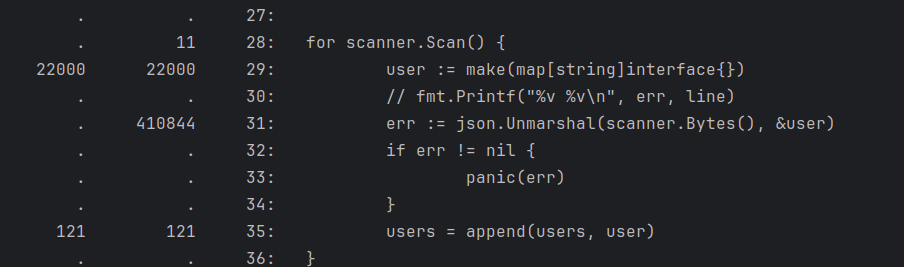 . . 27:
. 11 28: for scanner.Scan() {
22000 22000 29: user := make(map[string]interface{})
. . 30: // fmt.Printf("%v %v\n", err, line)
. 410844 31: err := json.Unmarshal(scanner.Bytes(), &user)
. . 32: if err != nil {
. . 33: panic(err)
. . 34: }
121 121 35: users = append(users, user)
. . 36: }